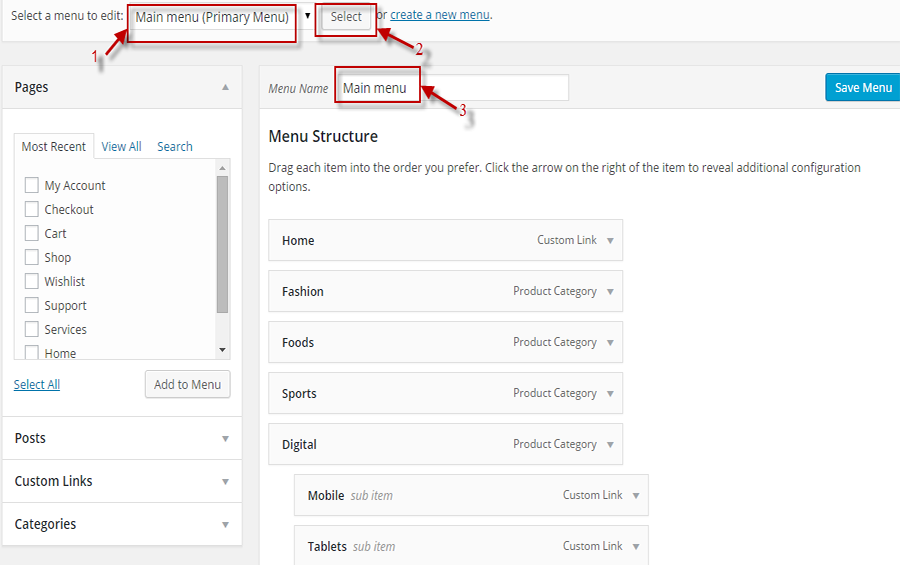 Select a menu to edit: Main menu (Primary Menu) Select or create a new menu.
1 2
Pages
Menu Name Main menu Save Menu
3
Most Recent View All Search
My Account
Checkout
Cart
Shop
Wishlist
Support
Services
Home
Select All Add to Menu
Posts
Custom Links
Categories
Menu Structure
Drag each item into the order you prefer. Click the arrow on the right of the item to reveal additional configuration
options.
Home Custom Link
Fashion Product Category
Foods Product Category
Sports Product Category
Digital Product Category
Mobile sub item Custom Link
Tablets sub item Custom Link